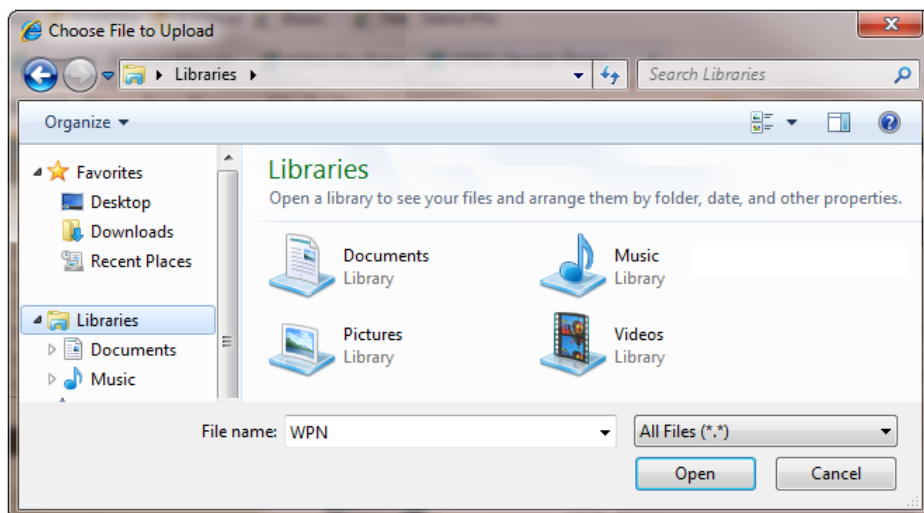 Choose File to Upload
Libraries
Search Libraries
Organize
Favorites
Desktop
Downloads
Recent Places
Libraries
Documents
Music
Libraries
Open a library to see your files and arrange them by folder, date, and other properties.
Documents
Library
Music
Library
Pictures
Library
Videos
Library
File name: WPN
All Files (*.*)
Open Cancel